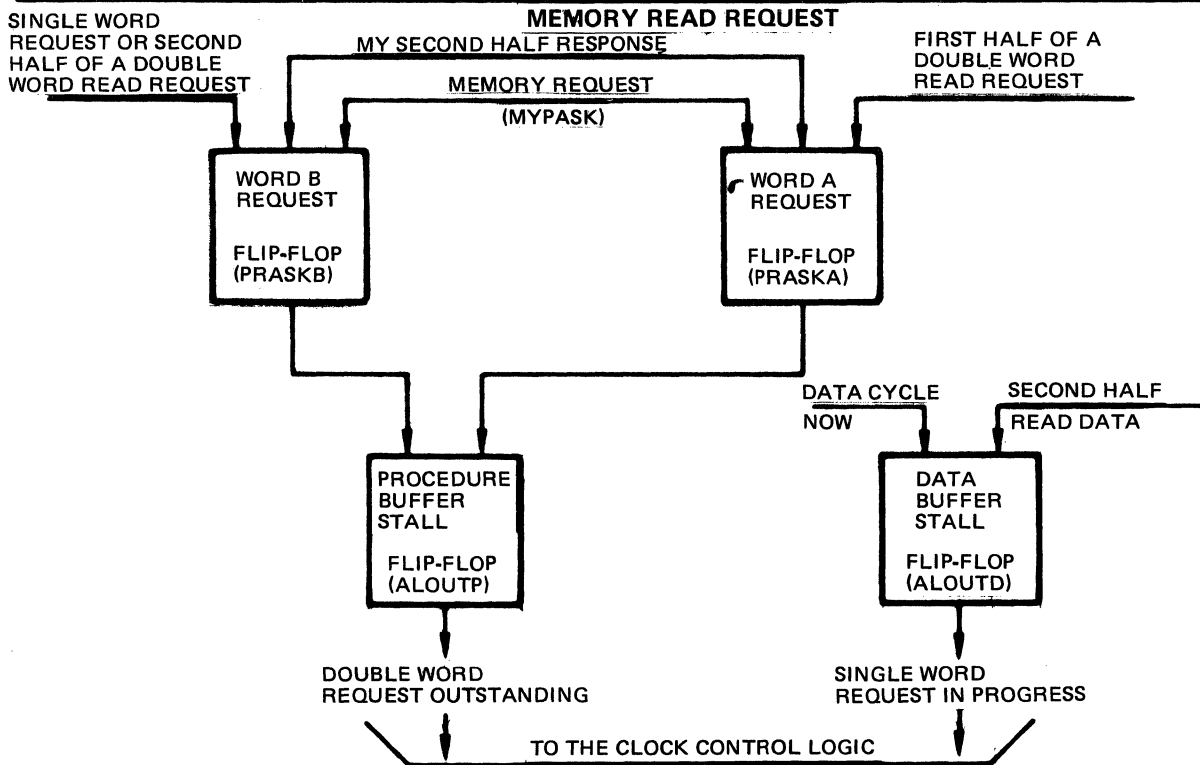 MEMORY READ REQUEST
SINGLE WORD
REQUEST OR SECOND
HALF OF A DOUBLE
WORD READ REQUEST
MY SECOND HALF RESPONSE
MEMORY REQUEST
(MYPASK)
FIRST HALF OF A
DOUBLE WORD
READ REQUEST
WORD B
REQUEST
FLIP-FLOP
(PRASKB)
WORD A
REQUEST
FLIP-FLOP
(PRASKA)
DATA CYCLE
NOW
SECOND HALF
READ DATA
PROCEDURE
BUFFER
STALL
FLIP-FLOP
(ALOUTP)
DATA
BUFFER
STALL
FLIP-FLOP
(ALOUTD)
DOUBLE WORD
REQUEST OUTSTANDING
SINGLE WORD
REQUEST IN PROGRESS
TO THE CLOCK CONTROL LOGIC